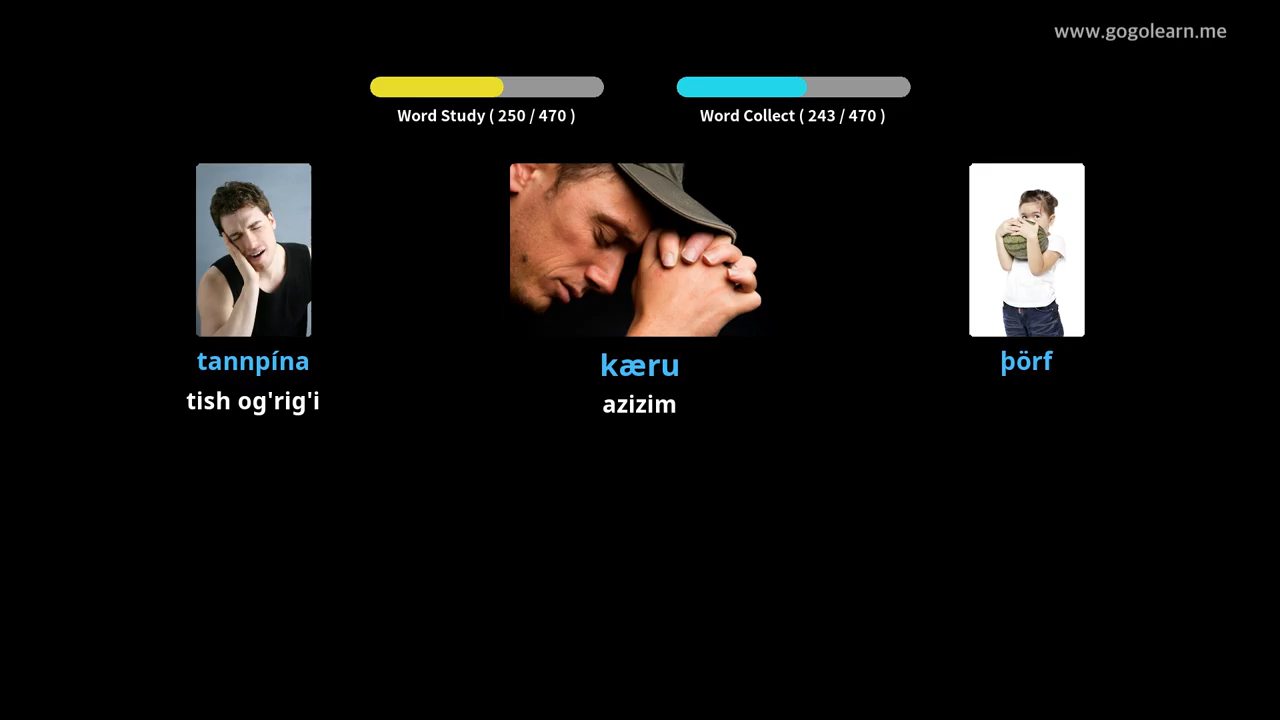 www.gogolearn.me
Word Study ( 250 / 470 )
Word Collect ( 243 / 470 )
tannpína
kæru
þörf
tish og'rig'i
azizim